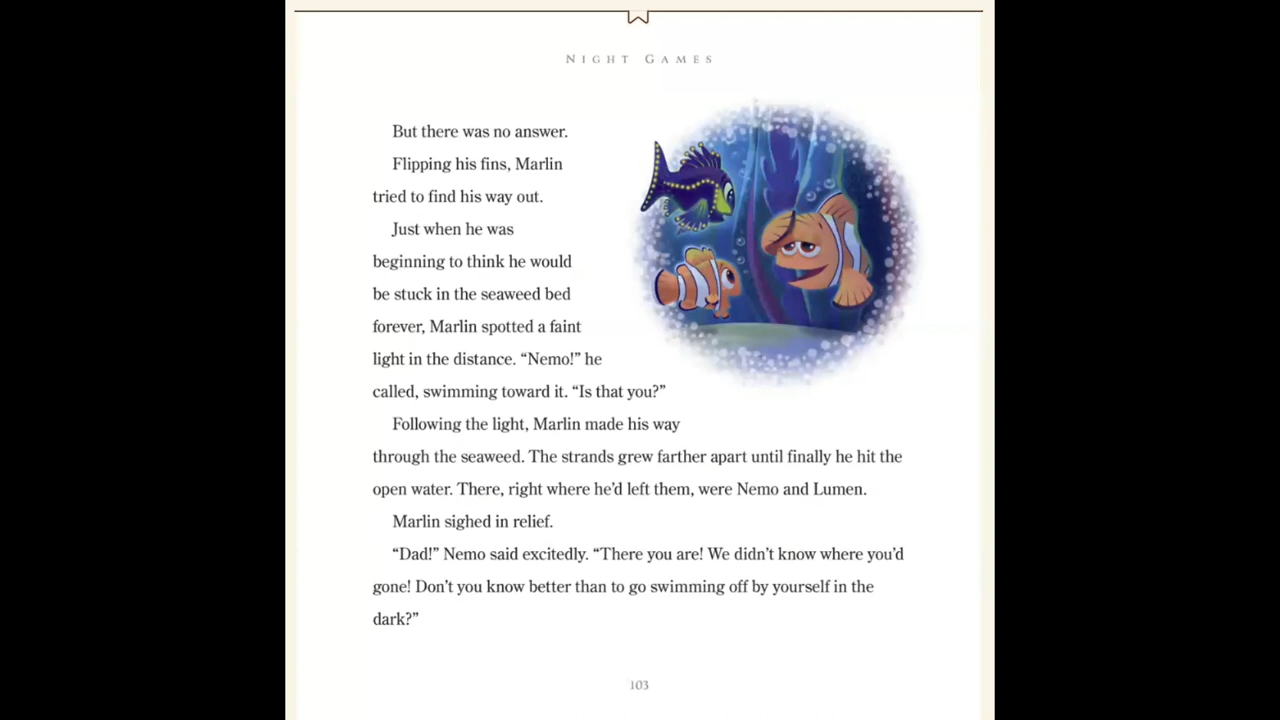 NIGHT GAMES
But there was no answer.
Flipping his fins, Marlin
tried to find his way out.
Just when he was
beginning to think he would
be stuck in the seaweed bed
forever, Marlin spotted a faint
light in the distance. “Nemo!” he
called, swimming toward it. “Is that you?”
Following the light, Marlin made his way
through the seaweed. The strands grew farther apart until finally he hit the
open water. There, right where he’d left them, were Nemo and Lumen.
Marlin sighed in relief.
“Dad!” Nemo said excitedly. “There you are! We didn’t know where you’d
gone! Don’t you know better than to go swimming off by yourself in the
dark?”
103